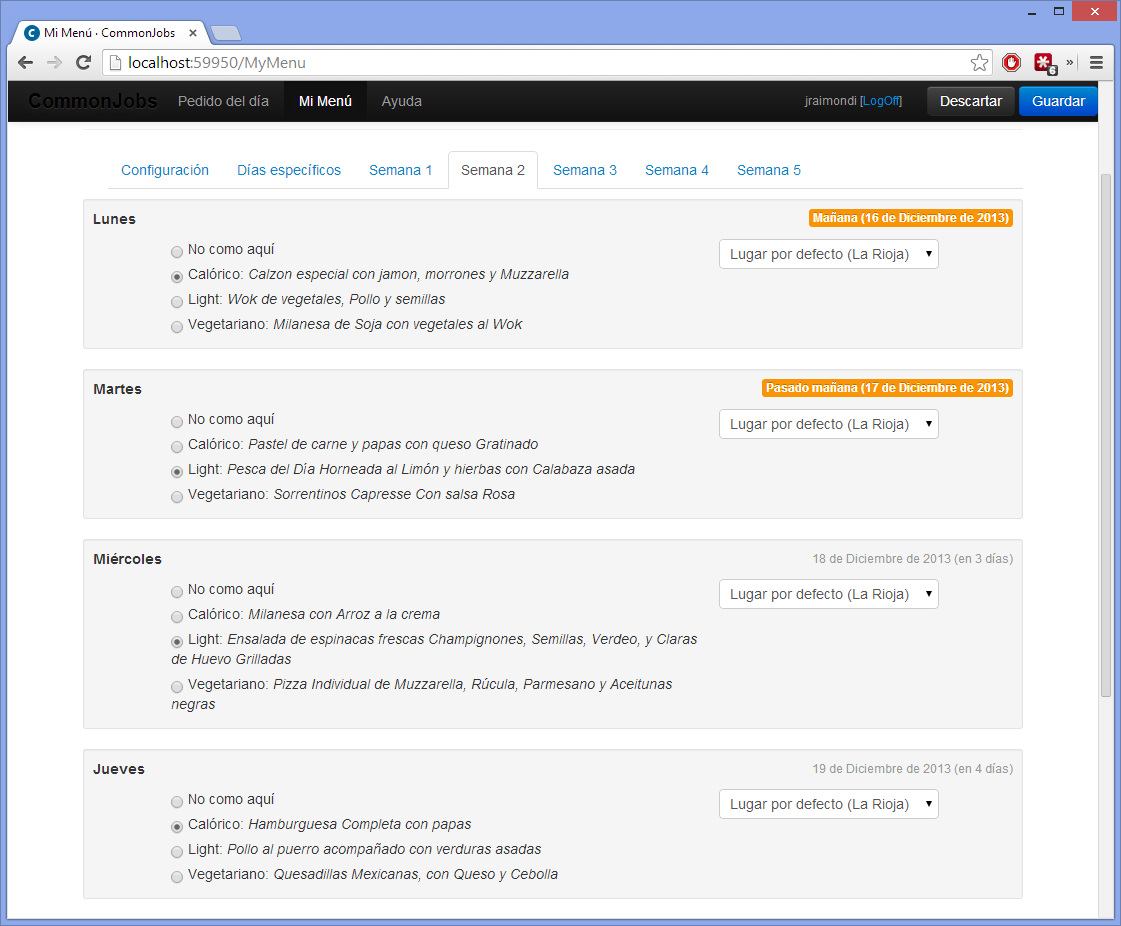 Mi Menú · CommonJobs
localhost:59950/MyMenu
6
CommonJobs Pedido del día Mi Menú Ayuda jraimondi [LogOff] Descartar Guardar
Configuración Días específicos Semana 1 Semana 2 Semana 3 Semana 4 Semana 5
Lunes Mañana (16 de Diciembre de 2013)
No como aquí Lugar por defecto (La Rioja)
Calórico: Calzon especial con jamon, morrones y Muzzarella
Light: Wok de vegetales, Pollo y semillas
Vegetariano: Milanesa de Soja con vegetales al Wok
Martes Pasado mañana (17 de Diciembre de 2013)
No como aquí Lugar por defecto (La Rioja)
Calórico: Pastel de carne y papas con queso Gratinado
Light: Pesca del Día Horneada al Limón y hierbas con Calabaza asada
Vegetariano: Sorrentinos Capresse Con salsa Rosa
Miércoles 18 de Diciembre de 2013 (en 3 días)
No como aquí Lugar por defecto (La Rioja)
Calórico: Milanesa con Arroz a la crema
Light: Ensalada de espinacas frescas Champignones, Semillas, Verdeo, y Claras
de Huevo Grilladas
Vegetariano: Pizza Individual de Muzzarella, Rúcula, Parmesano y Aceitunas
negras
Jueves 19 de Diciembre de 2013 (en 4 días)
No como aquí Lugar por defecto (La Rioja)
Calórico: Hamburguesa Completa con papas
Light: Pollo al puerro acompañado con verduras asadas
Vegetariano: Quesadillas Mexicanas, con Queso y Cebolla